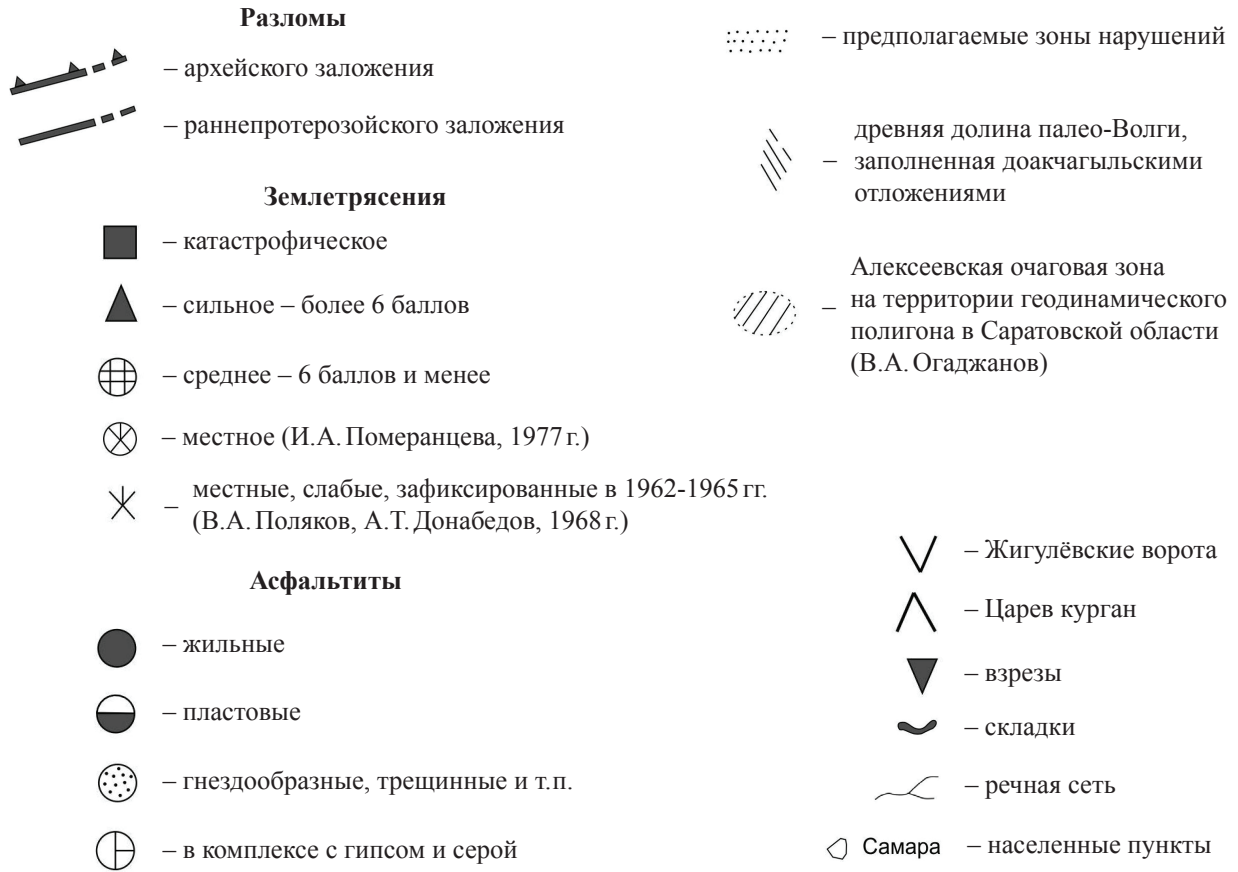 Разломы
– архейского заложения
– раннепротерозойского заложения
Землетрясения
– катастрофическое
– сильное – более 6 баллов
– среднее – 6 баллов и менее
– местное (И.А. Померанцева, 1977 г.)
– местные, слабые, зафиксированные в 1962-1965 гг.
(В.А. Поляков, А.Т. Донабедов, 1968 г.)
Асфальтиты
– жильные
– пластовые
– гнездообразные, трещинные и т.п.
– в комплексе с гипсом и серой
– предполагаемые зоны нарушений
древняя долина палео-Волги,
– заполненная доакчагыльскими
отложениями
Алексеевская очаговая зона
– на территории геодинамического
полигона в Саратовской области
(В.А. Огаджанов)
– Жигулёвские ворота
– Царев курган
– взрезы
– складки
– речная сеть
Самара – населенные пункты